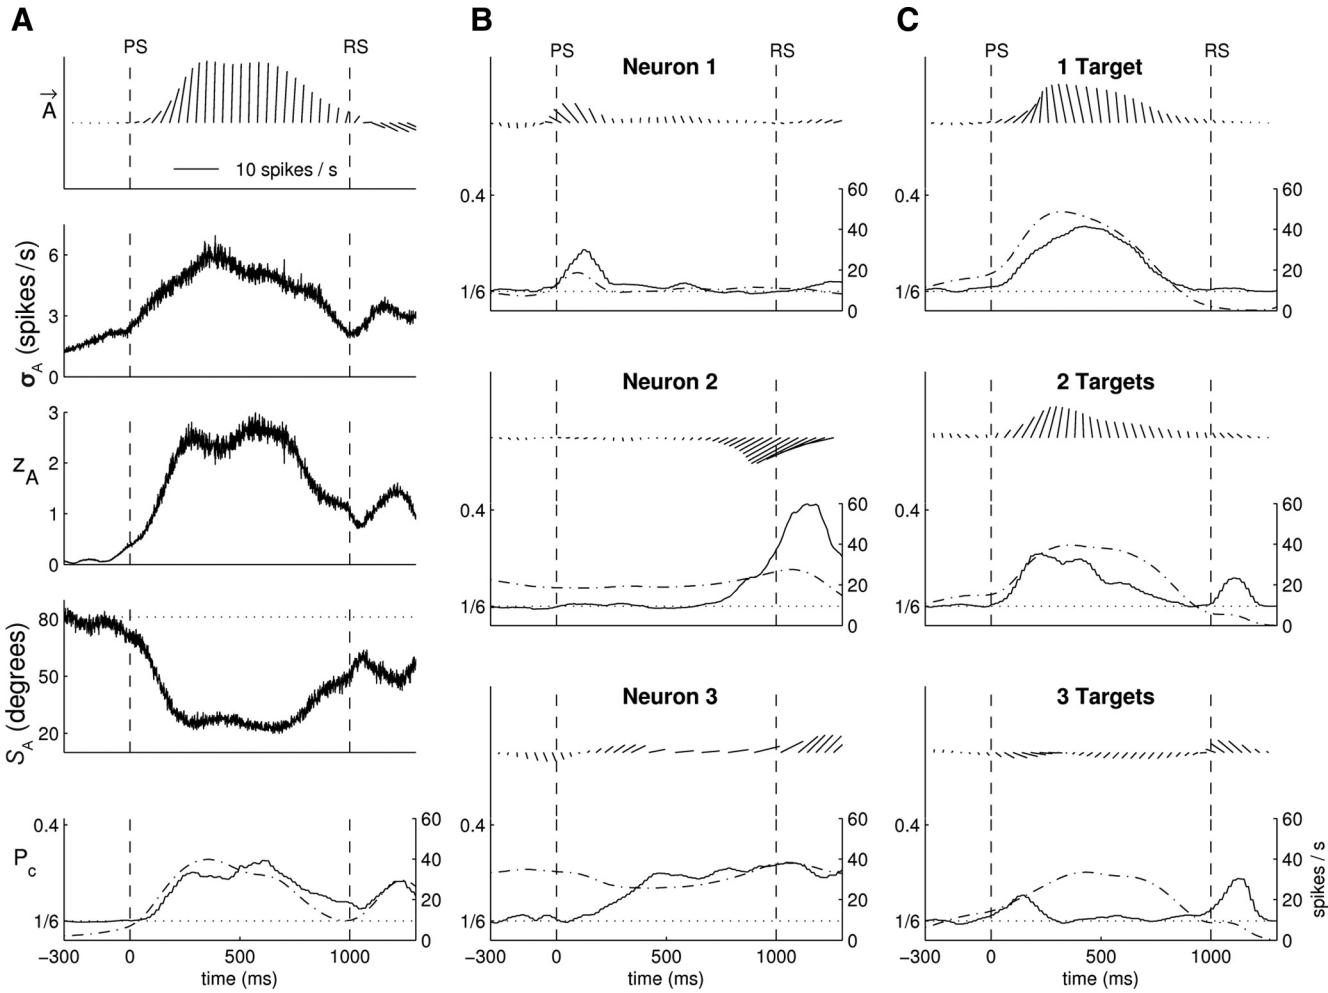 A
PS
RS
A
10 spikes / s
6
3
0
σA (spikes / s)
3
2
1
0
zA
80
50
20
SA (degrees)
0.4
1/6
Pc
60
40
20
0
−300
0
500
1000
time (ms)
B
PS
RS
Neuron 1
0.4
1/6
60
40
20
0
Neuron 2
0.4
1/6
60
40
20
0
Neuron 3
0.4
1/6
60
40
20
0
−300
0
500
1000
time (ms)
C
PS
RS
1 Target
0.4
1/6
60
40
20
0
2 Targets
0.4
1/6
60
40
20
0
3 Targets
0.4
1/6
60
40
20
0
spikes / s
−300
0
500
1000
time (ms)